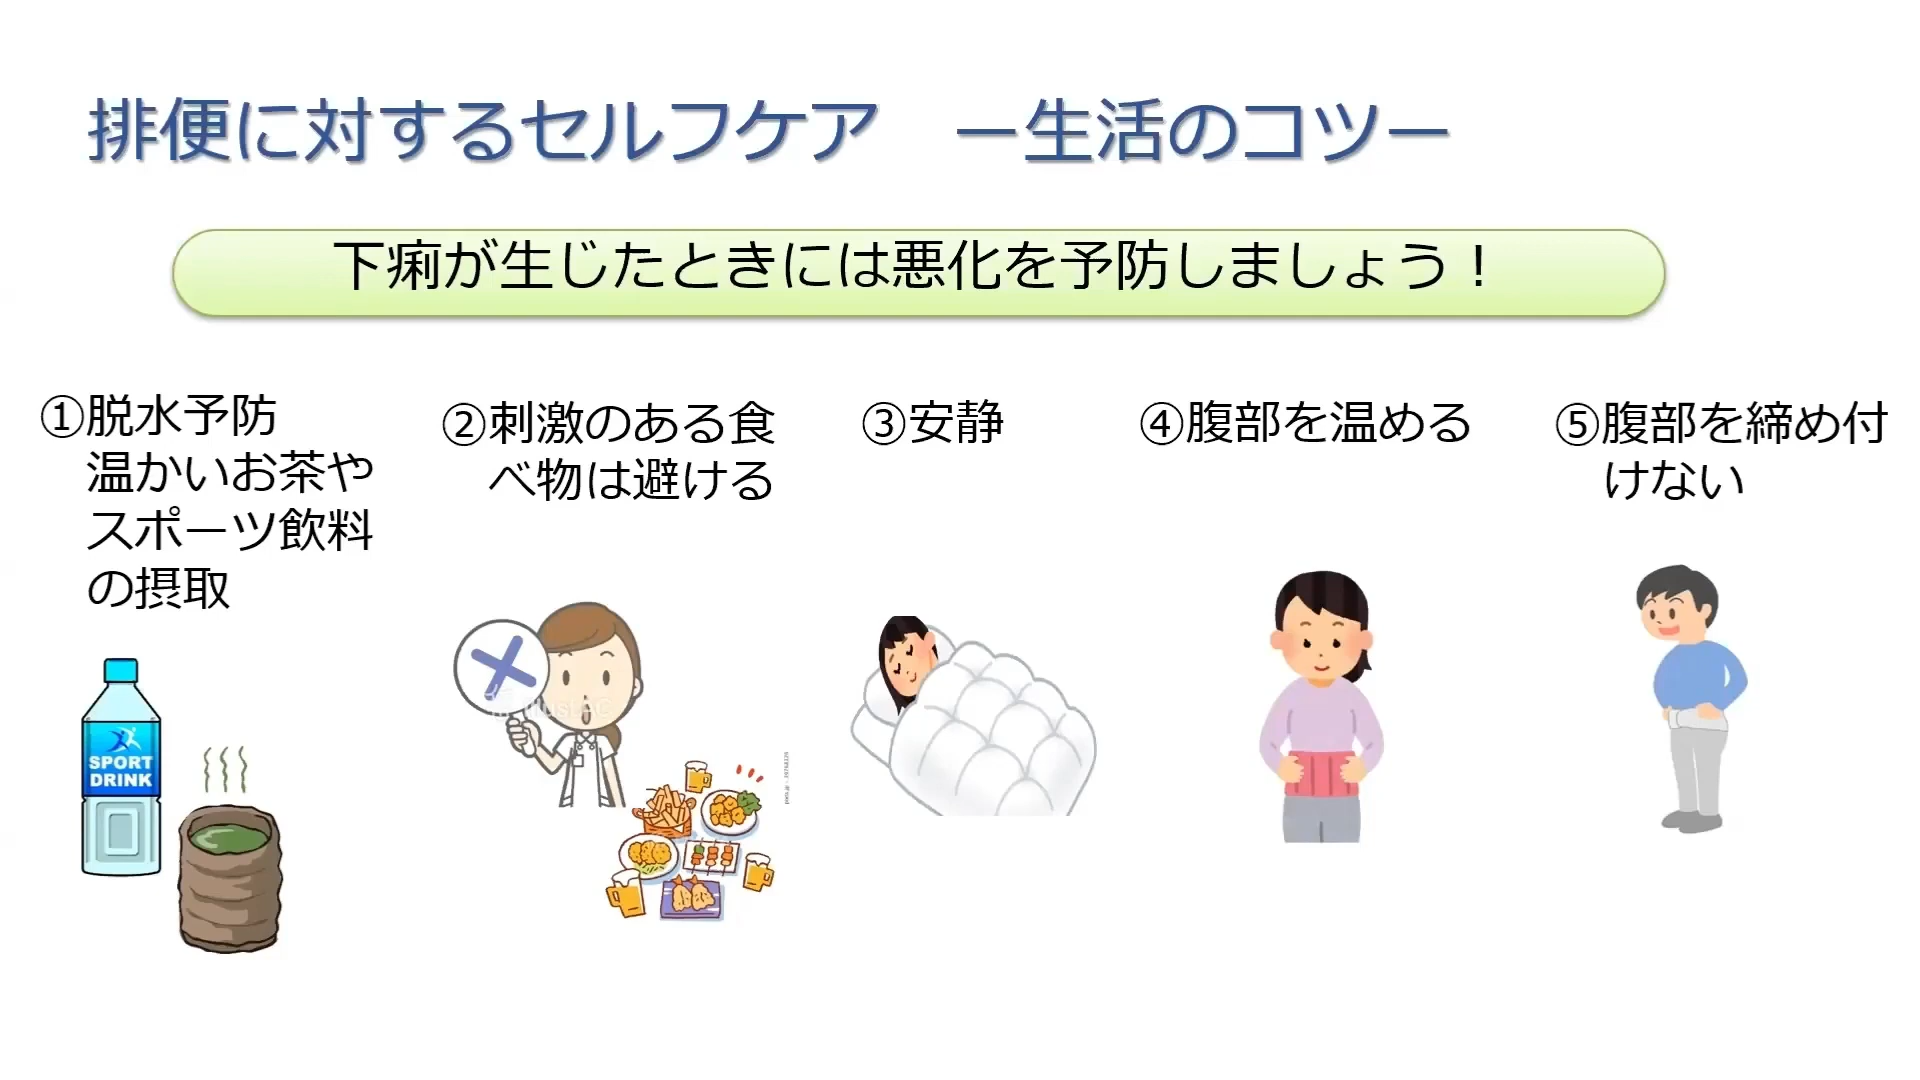 排便に対するセルフケア　ー生活のコツー
下痢が生じたときには悪化を予防しましょう！
①脱水予防
温かいお茶や
スポーツ飲料
の摂取
②刺激のある食
べ物は避ける
③安静
④腹部を温める
⑤腹部を締め付
けない
SPORT
DRINK